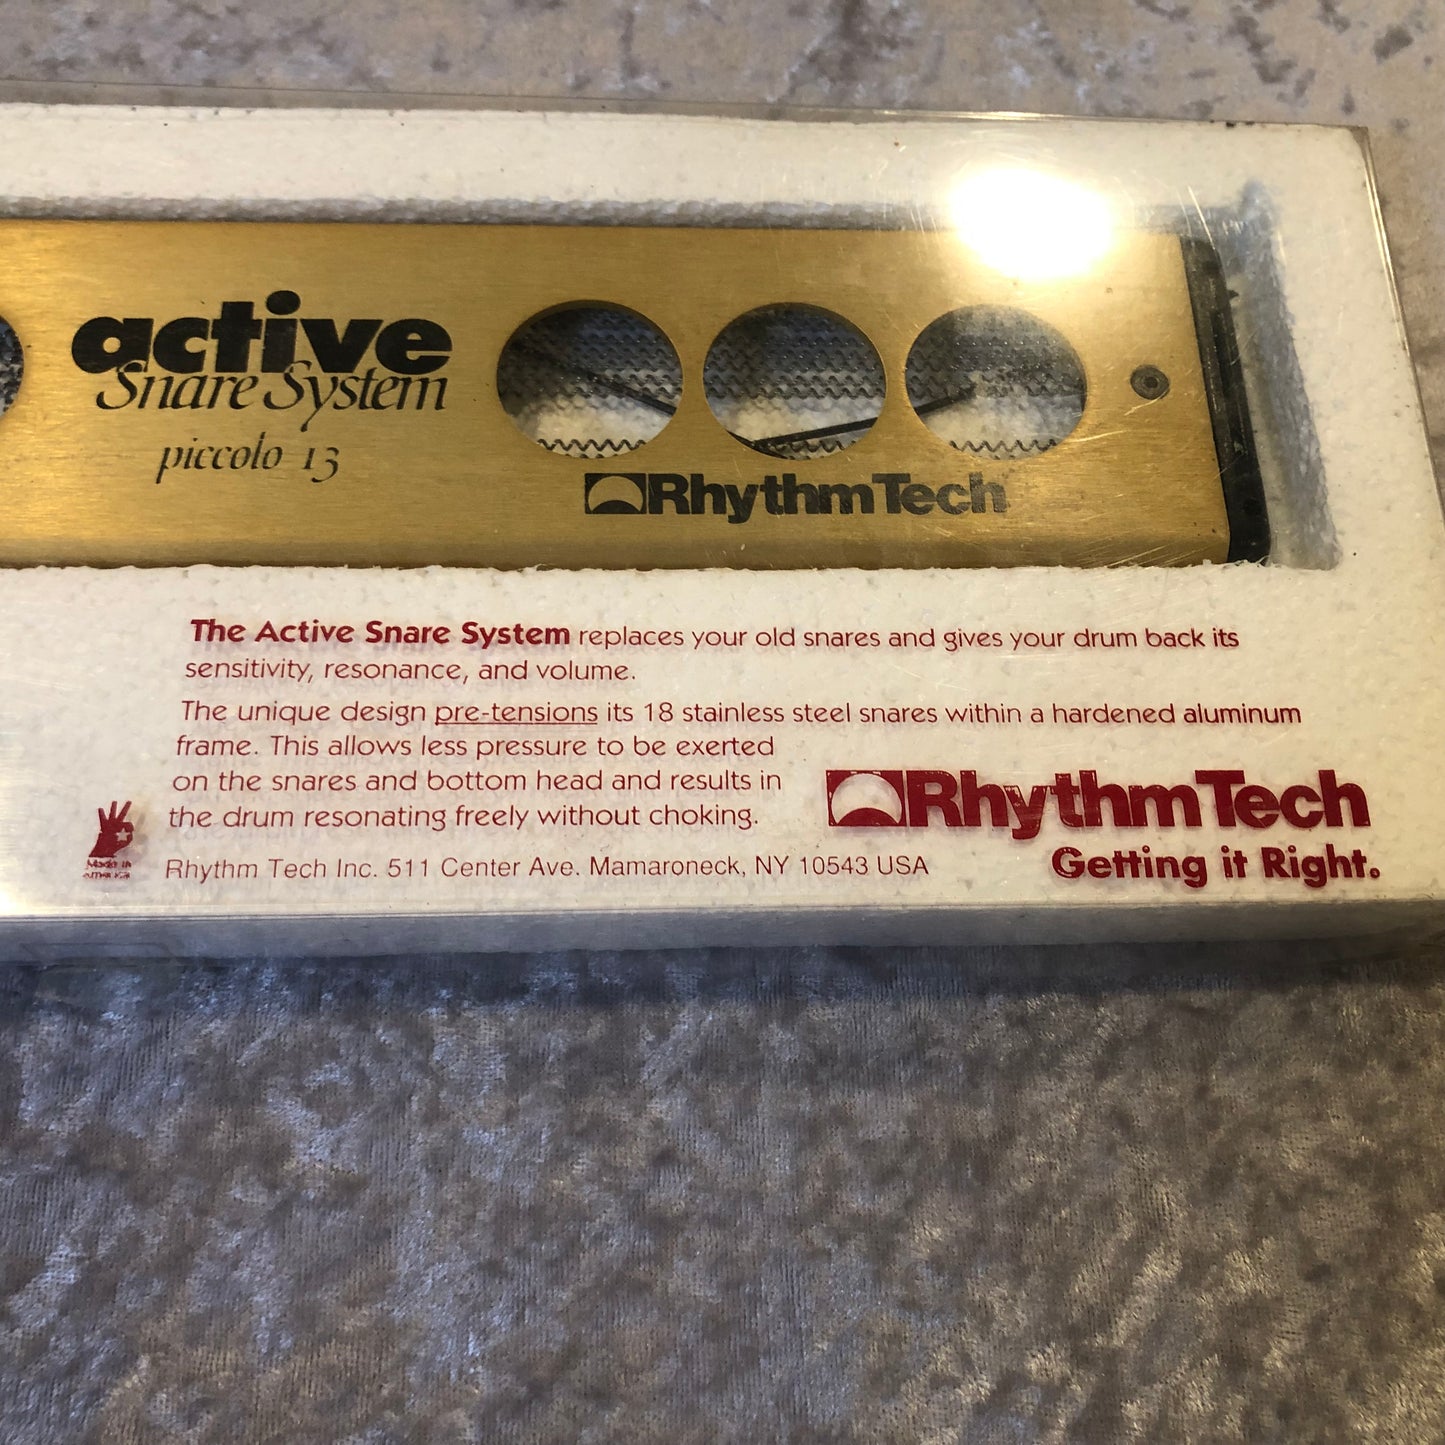 active
Snare System
piccolo 13
RhythmTech
The Active Snare System replaces your old snares and gives your drum back its
sensitivity, resonance, and volume.
The unique design pre-tensions its 18 stainless steel snares within a hardened aluminum
frame. This allows less pressure to be exerted
on the snares and bottom head and results in
the drum resonating freely without choking.
RhythmTech
Getting it Right.
Made in
America
Rhythm Tech Inc. 511 Center Ave. Mamaroneck, NY 10543 USA